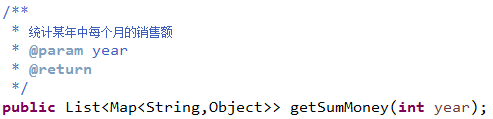 /**
 * 统计某年中每个月的销售额
 * @param year
 * @return
 */
public List<Map<String,Object>> getSumMoney(int year);